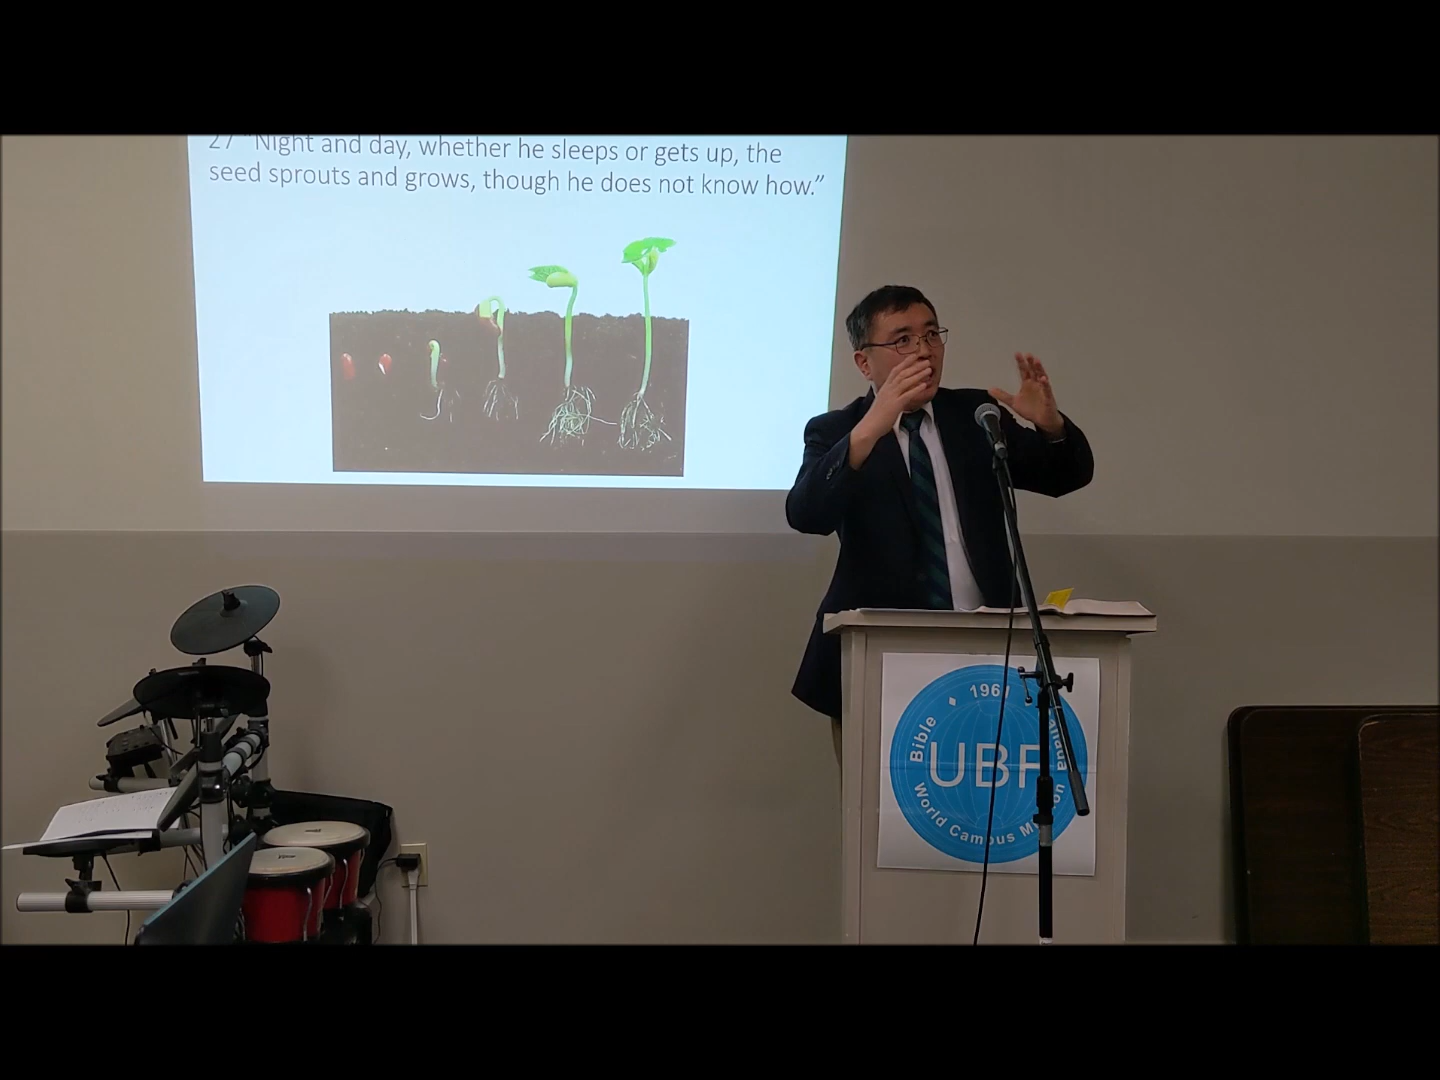 27 "Night and day, whether he sleeps or gets up, the
seed sprouts and grows, though he does not know how."
1961
Bible
UBF
World Campus